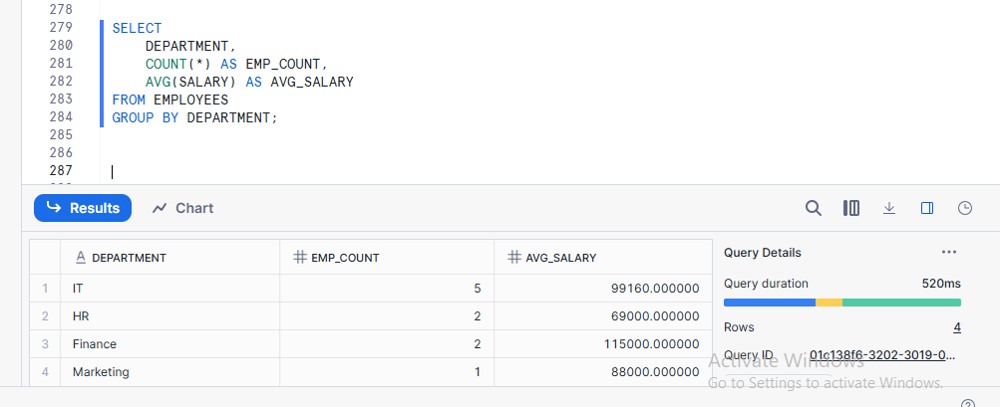 278
279 SELECT
280 DEPARTMENT,
281 COUNT(*) AS EMP_COUNT,
282 AVG(SALARY) AS AVG_SALARY
283 FROM EMPLOYEES
284 GROUP BY DEPARTMENT;
285
286
287
Results Chart
A DEPARTMENT # EMP_COUNT # AVG_SALARY
1 IT 5 99160.000000
2 HR 2 69000.000000
3 Finance 2 115000.000000
4 Marketing 1 88000.000000
Query Details ...
Query duration 520ms
Rows 4
Query ID 01c138f6-3202-3019-0...
Activate Windows
Go to Settings to activate Windows.